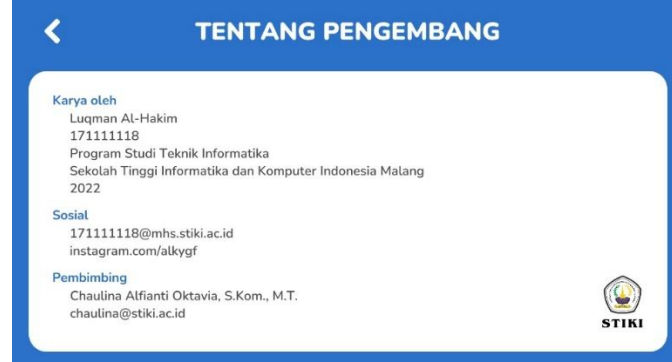 TENTANG PENGEMBANG
Karya oleh
Luqman Al-Hakim
171111118
Program Studi Teknik Informatika
Sekolah Tinggi Informatika dan Komputer Indonesia Malang
2022
Sosial
171111118@mhs.stiki.ac.id
instagram.com/alkygf
Pembimbing
Chaulina Alfianti Oktavia, S.Kom., M.T.
chaulina@stiki.ac.id
STIKI